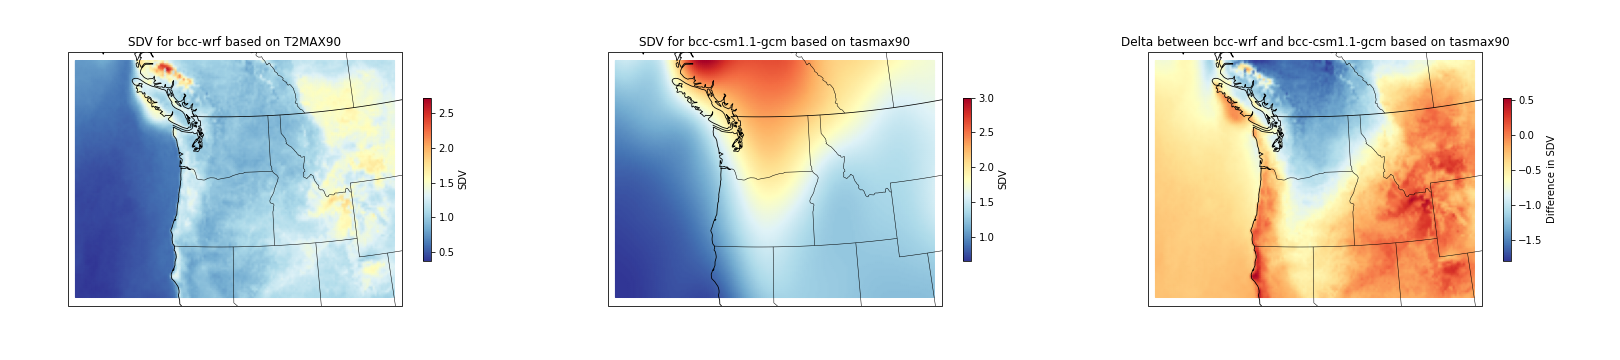 SDV for bcc-wrf based on T2MAX90
2.5
2.0
1.5
1.0
0.5
SDV
SDV for bcc-csm1.1-gcm based on tasmax90
3.0
2.5
2.0
1.5
1.0
SDV
Delta between bcc-wrf and bcc-csm1.1-gcm based on tasmax90
0.5
0.0
−0.5
−1.0
−1.5
Difference in SDV